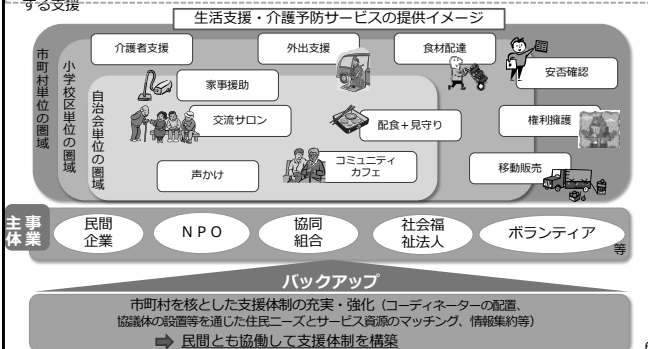 する支援
生活支援・介護予防サービスの提供イメージ
市町村単位の圏域
小学校区単位の圏域
自治会単位の圏域
介護者支援
外出支援
食材配達
安否確認
家事援助
交流サロン
配食+見守り
権利擁護
声かけ
コミュニティ
カフェ
移動販売
事業
主体
民間
企業
NPO
協同
組合
社会福
祉法人
ボランティア
等
バックアップ
市町村を核とした支援体制の充実・強化(コーディネーターの配置、
協議体の設置等を通じた住民ニーズとサービス資源のマッチング、情報集約等)
➡ 民間とも協働して支援体制を構築